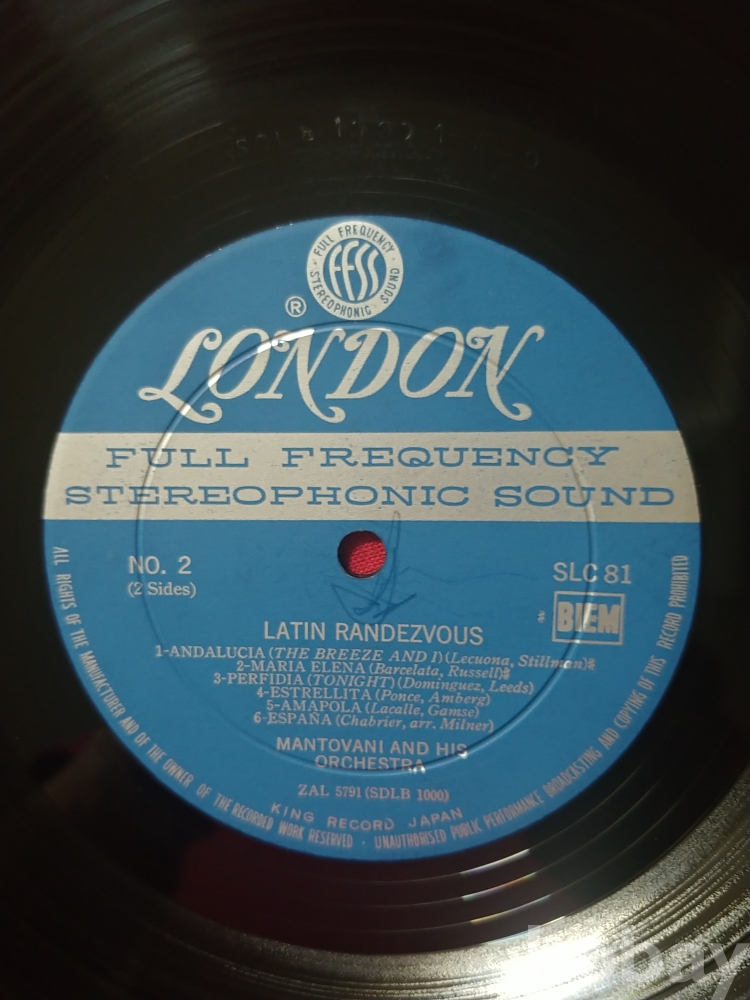 FULL FREQUENCY
FFSS
STEREOPHONIC SOUND
®
LONDON
FULL FREQUENCY
STEREOPHONIC SOUND
NO. 2
(2 Sides)
SLC 81
* BIEM
LATIN RANDEZVOUS
1-ANDALUCIA (THE BREEZE AND I) (Lecuona, Stillman)*
2-MARIA ELENA (Barcelata, Russell)*
3-PERFIDIA (TONIGHT) (Dominguez, Leeds)
4-ESTRELLITA (Ponce, Amberg)
5-AMAPOLA (Lacalle, Gamse)
6-ESPAÑA (Chabrier, arr. Milner)
MANTOVANI AND HIS
ORCHESTRA
ZAL 5791 (SDLB 1000)
KING RECORD JAPAN
ALL RIGHTS OF THE MANUFACTURER AND OF THE OWNER OF THE RECORDED WORK RESERVED · UNAUTHORISED PUBLIC PERFORMANCE BROADCASTING AND COPYING OF THIS RECORD PROHIBITED